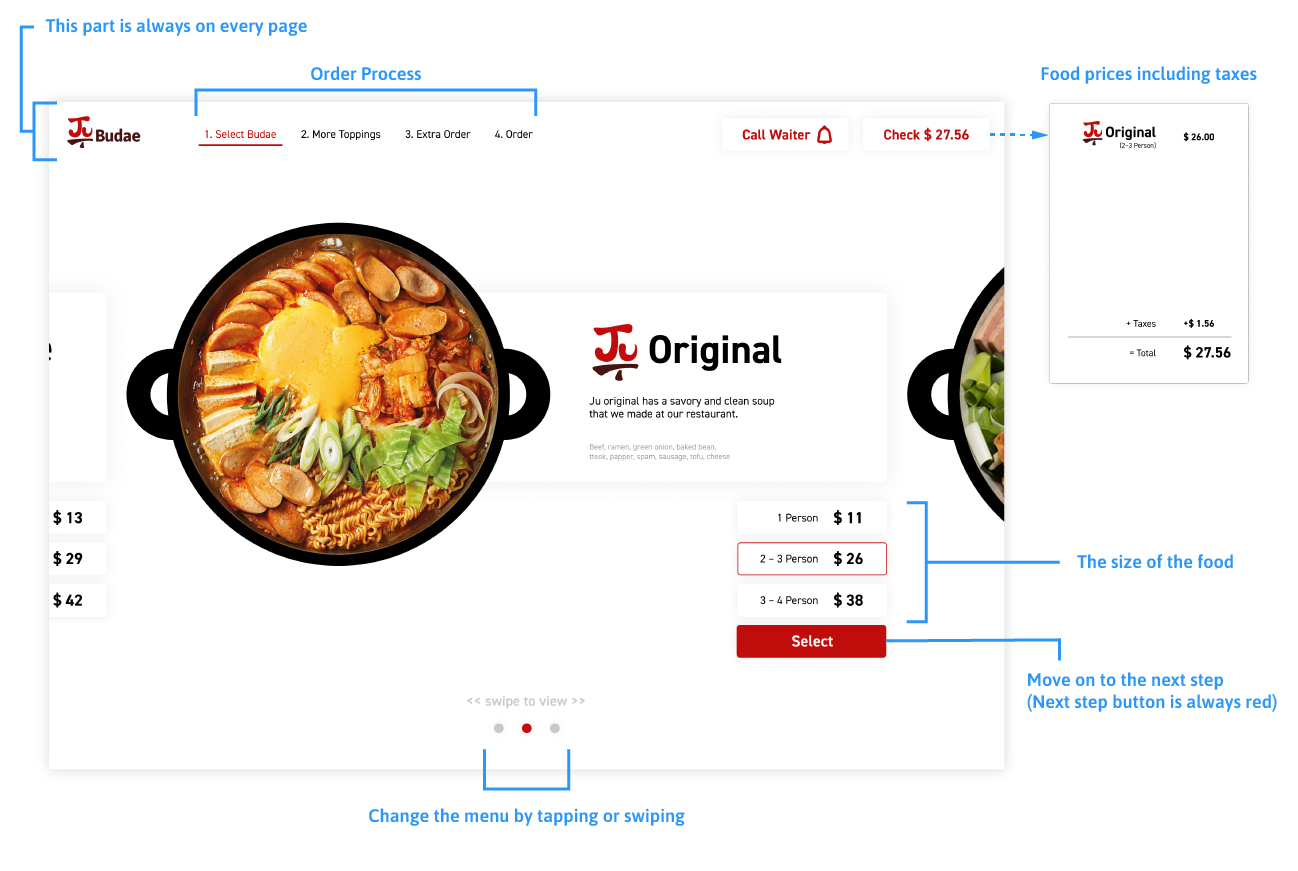 This part is always on every page
Order Process
Food prices including taxes
Ju Budae
1. Select Budae
2. More Toppings
3. Extra Order
4. Order
Call Waiter
Check $ 27.56
Ju Original
$ 26.00
(2-3 Person)
+ Taxes
+$ 1.56
= Total
$ 27.56
e
Ju Original
Ju original has a savory and clean soup
that we made at our restaurant.
Beef, ramen, green onion, baked bean,
tteok, papper, spam, sausage, tofu, cheese
$ 13
$ 29
$ 42
1 Person $ 11
2 – 3 Person $ 26
3 – 4 Person $ 38
Select
The size of the food
Move on to the next step
(Next step button is always red)
<< swipe to view >>
Change the menu by tapping or swiping